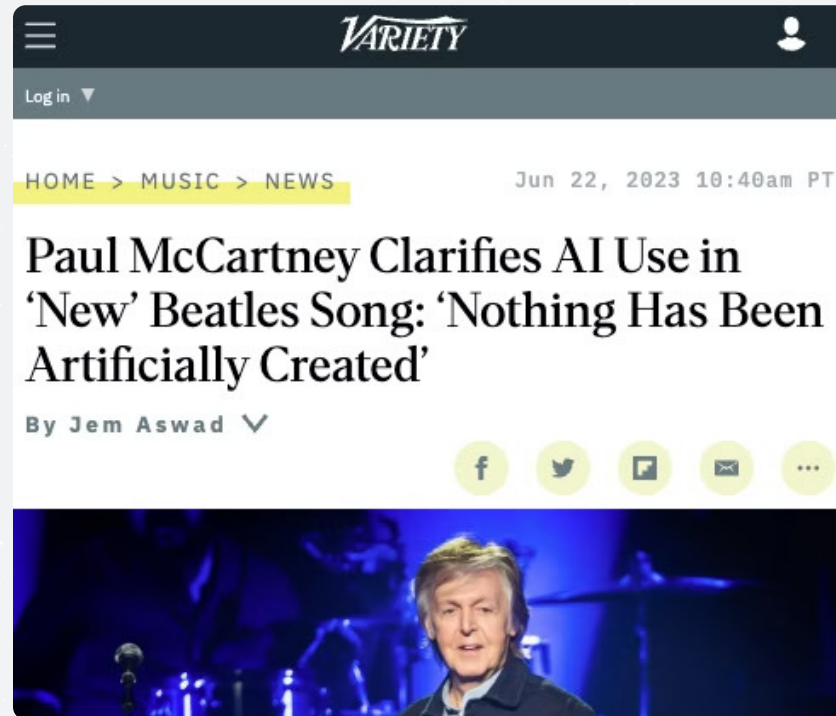 VARIETY
Log in
HOME > MUSIC > NEWS
Jun 22, 2023 10:40am PT
Paul McCartney Clarifies AI Use in
‘New’ Beatles Song: ‘Nothing Has Been
Artificially Created’
By Jem Aswad